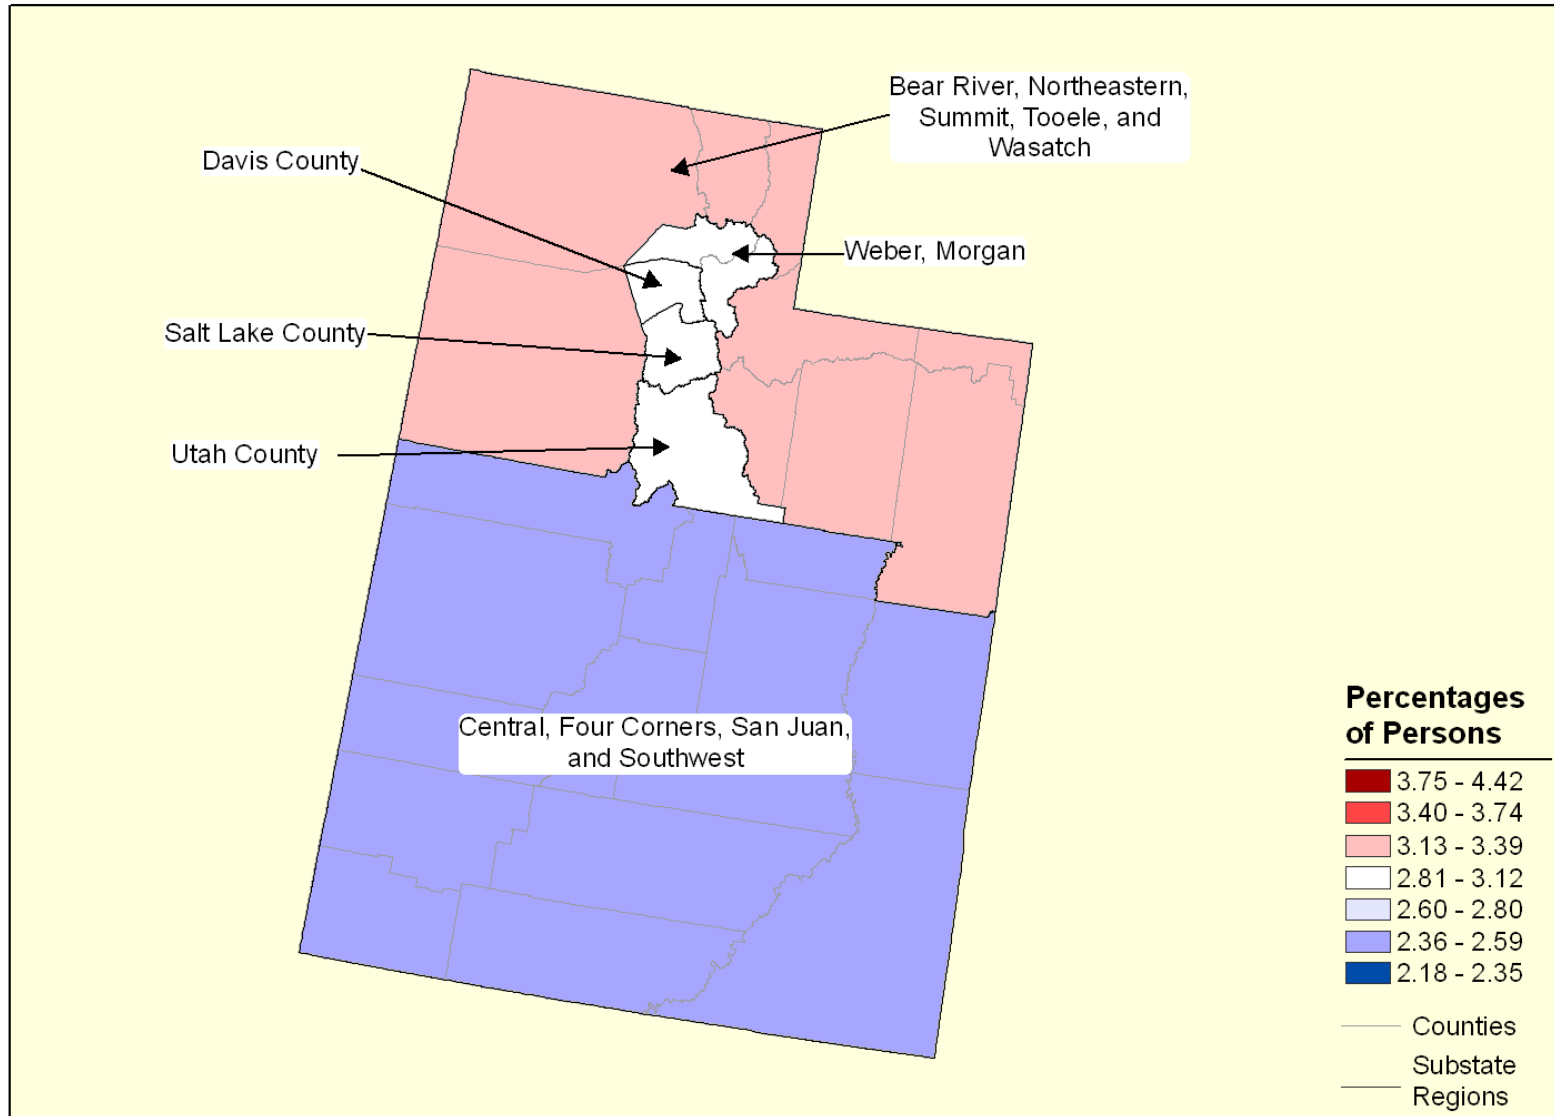 Bear River, Northeastern,
Summit, Tooele, and
Wasatch
Davis County
Weber, Morgan
Salt Lake County
Utah County
Central, Four Corners, San Juan,
and Southwest
Percentages
of Persons
3.75 - 4.42
3.40 - 3.74
3.13 - 3.39
2.81 - 3.12
2.60 - 2.80
2.36 - 2.59
2.18 - 2.35
Counties
Substate
Regions